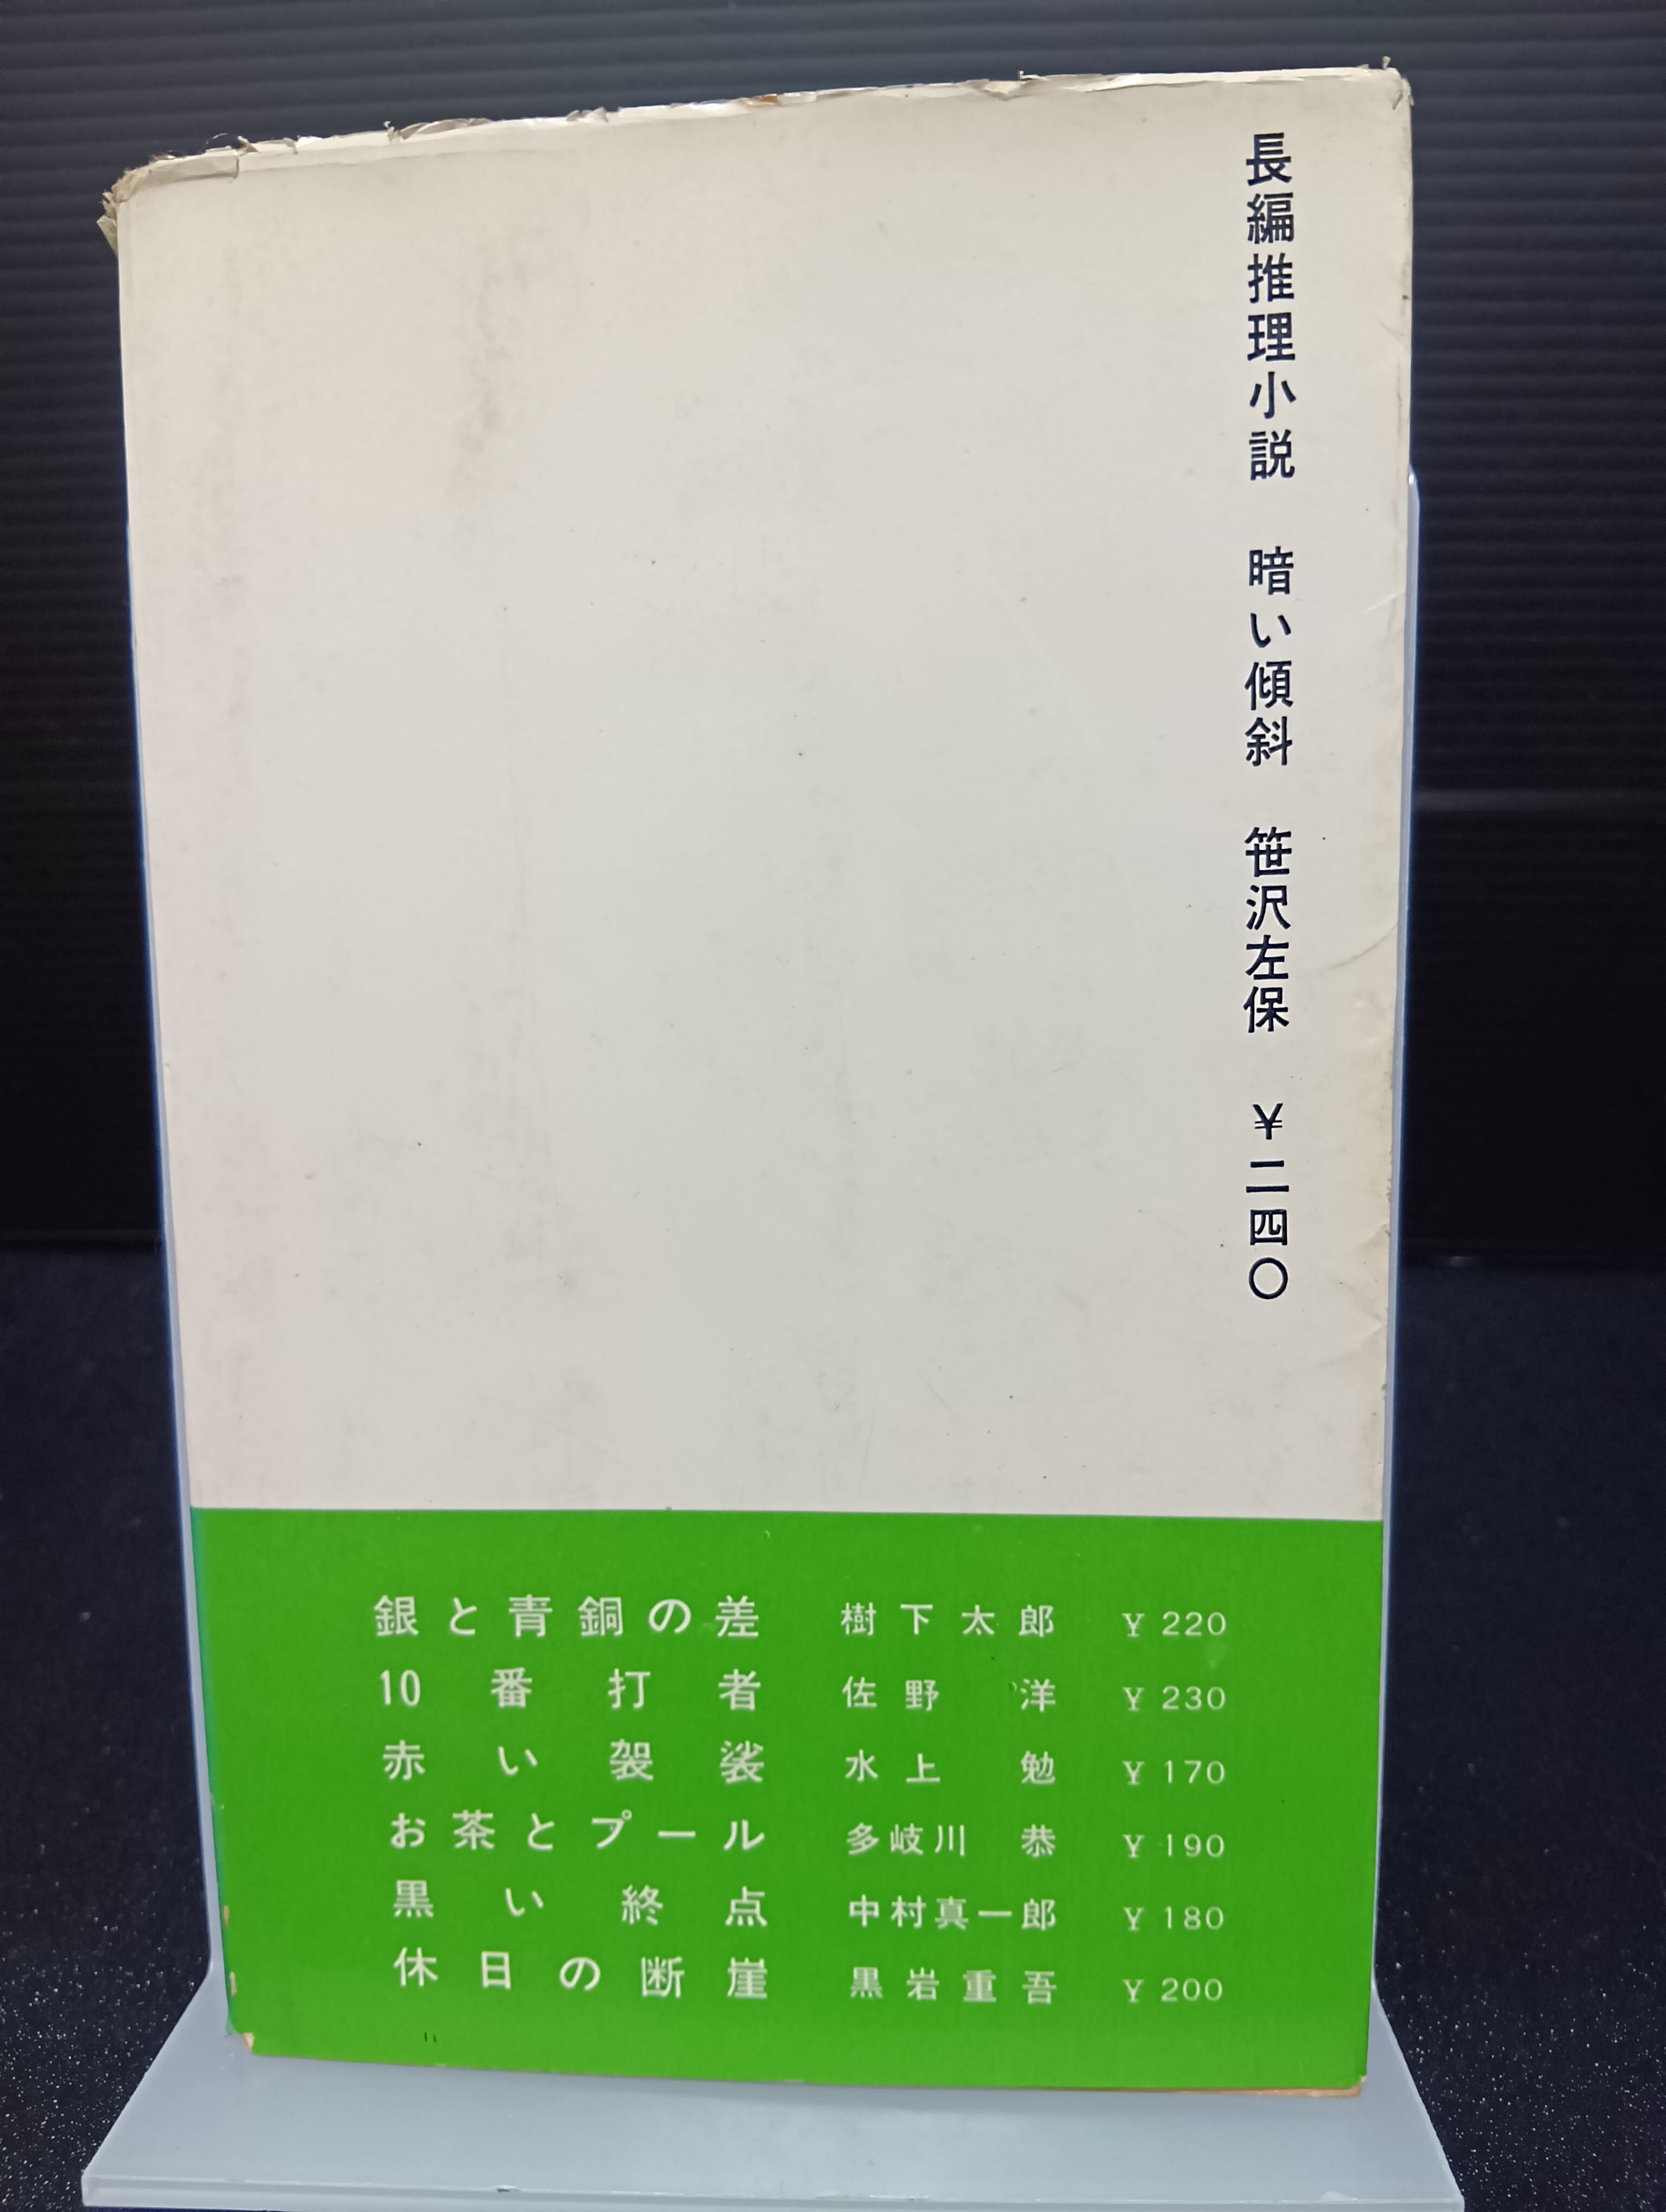 長編推理小説 暗い傾斜 笹沢左保 ¥二四〇
銀と青銅の差 樹下太郎 ¥220
10番打者 佐野洋 ¥230
赤い袈裟 水上勉 ¥170
お茶とプール 多岐川恭 ¥190
黒い終点 中村真一郎 ¥180
休日の断崖 黒岩重吾 ¥200